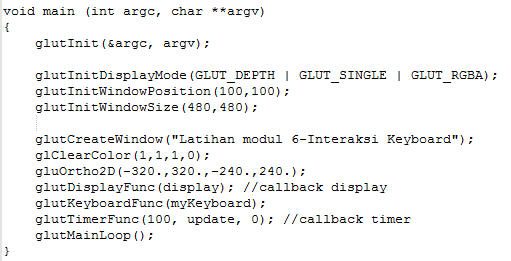 void main (int argc, char **argv)
{
    glutInit(&argc, argv);

    glutInitDisplayMode(GLUT_DEPTH | GLUT_SINGLE | GLUT_RGBA);
    glutInitWindowPosition(100,100);
    glutInitWindowSize(480,480);

    glutCreateWindow("Latihan modul 6-Interaksi Keyboard");
    glClearColor(1,1,1,0);
    gluOrtho2D(-320.,320.,-240.,240.);
    glutDisplayFunc(display); //callback display
    glutKeyboardFunc(myKeyboard);
    glutTimerFunc(100, update, 0); //callback timer
    glutMainLoop();
}